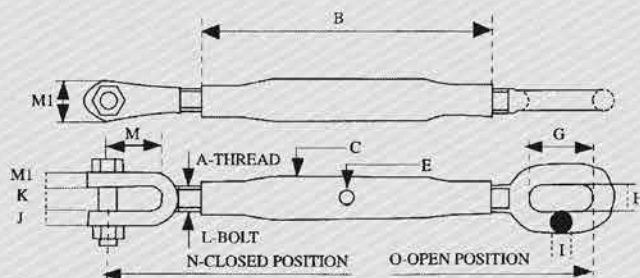 B
M1
M
G
A-THREAD
C
E
M1
K
J
H
L-BOLT
I
N-CLOSED POSITION
O-OPEN POSITION